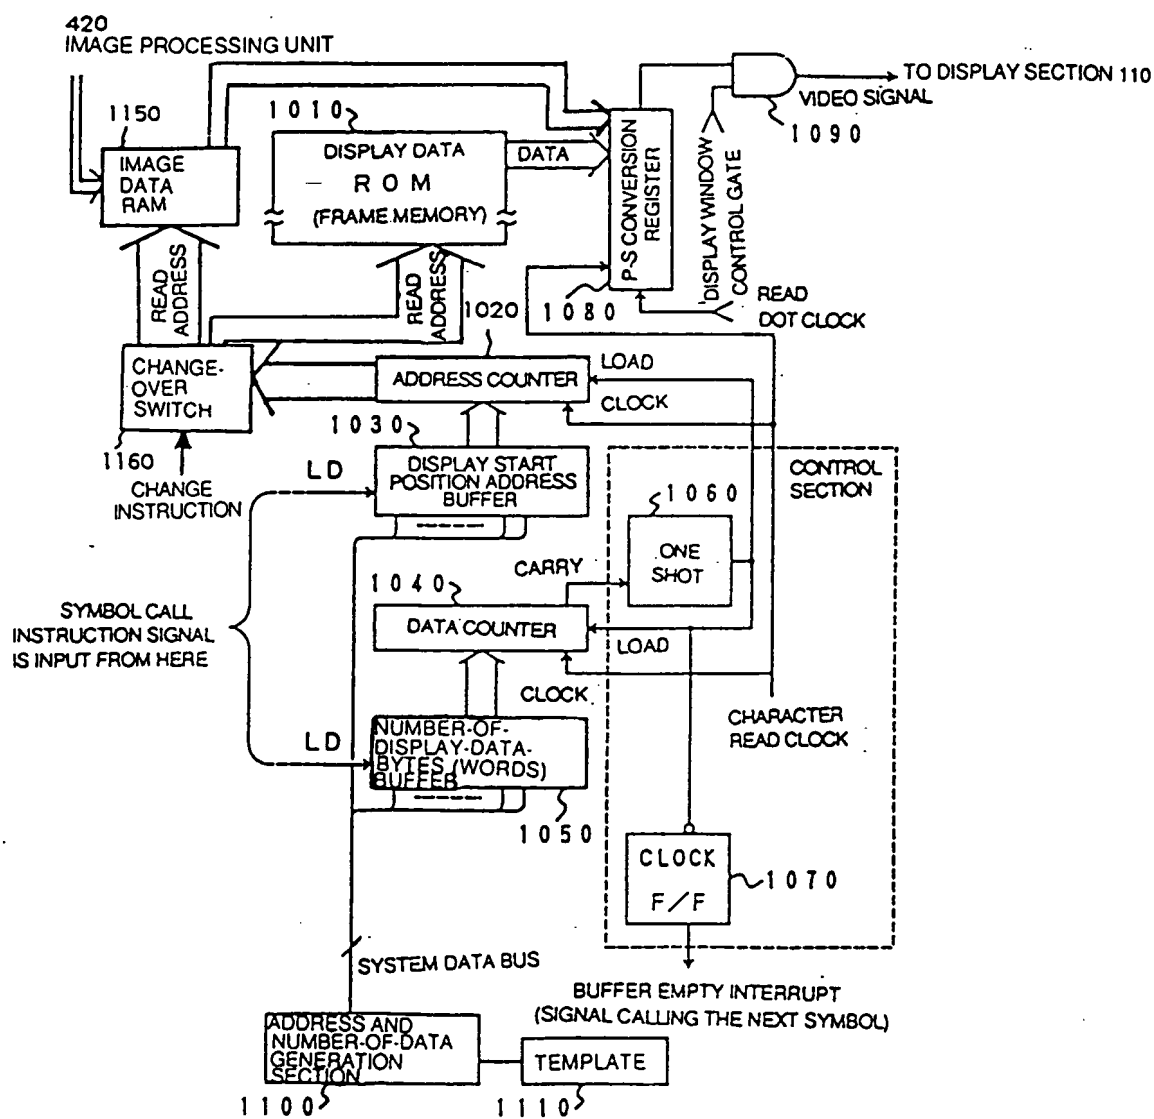 420
IMAGE PROCESSING UNIT
1150
IMAGE
DATA
RAM
1010
DISPLAY DATA
ROM
(FRAME MEMORY)
DATA
P-S CONVERSION
REGISTER
1080
TO DISPLAY SECTION 110
VIDEO SIGNAL
1090
DISPLAY WINDOW
CONTROL GATE
READ
DOT CLOCK
READ
ADDRESS
READ
ADDRESS
1020
CHANGE-
OVER
SWITCH
1160
CHANGE
INSTRUCTION
ADDRESS COUNTER
LOAD
CLOCK
1030
LD
DISPLAY START
POSITION ADDRESS
BUFFER
CONTROL
SECTION
1060
ONE
SHOT
CARRY
1040
DATA COUNTER
LOAD
CLOCK
SYMBOL CALL
INSTRUCTION SIGNAL
IS INPUT FROM HERE
CHARACTER
READ CLOCK
LD
NUMBER-OF-
DISPLAY-DATA-
BYTES (WORDS)
BUFFER
1050
CLOCK
F/F
1070
SYSTEM DATA BUS
BUFFER EMPTY INTERRUPT
(SIGNAL CALLING THE NEXT SYMBOL)
ADDRESS AND
NUMBER-OF-DATA
GENERATION
SECTION
1100
TEMPLATE
1110